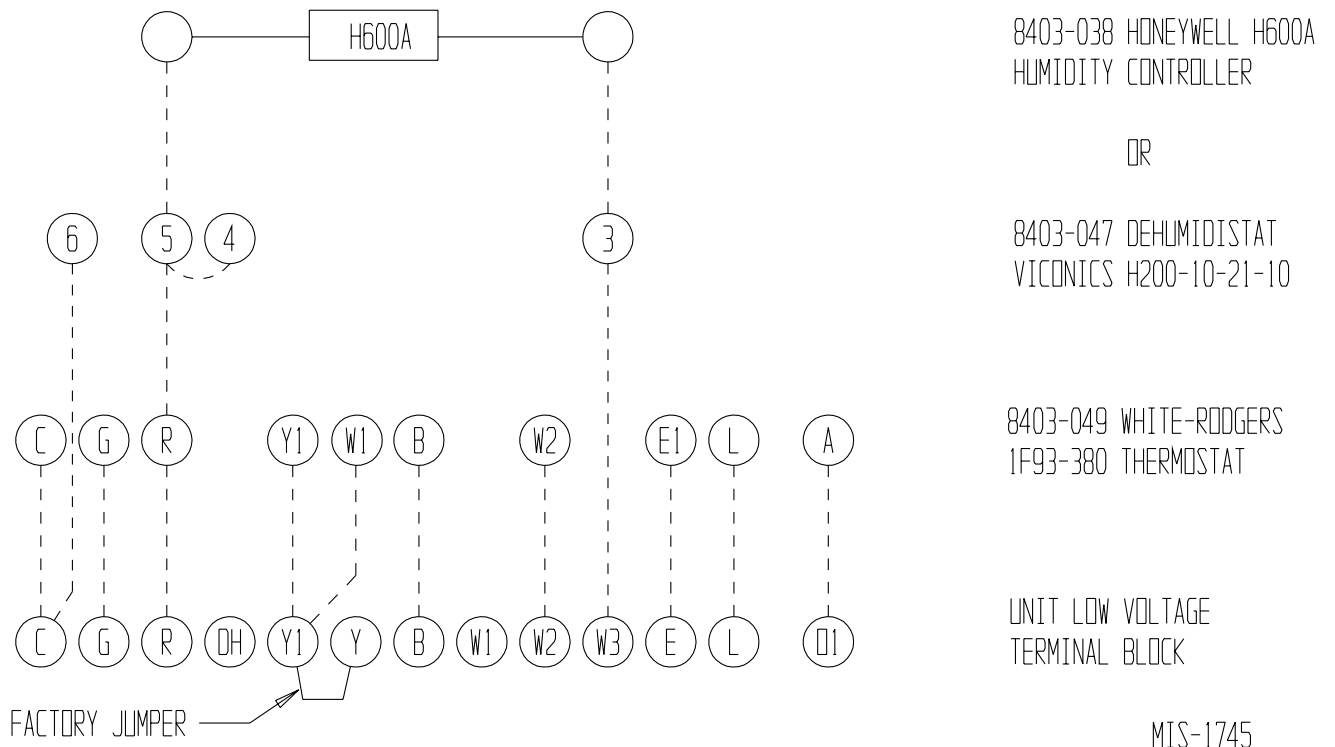 H600A
8403-038 HONEYWELL H600A
HUMIDITY CONTROLLER
OR
6 5 4 3
8403-047 DEHUMIDISTAT
VICONICS H200-10-21-10
C G R Y1 W1 B W2 E1 L A
8403-049 WHITE-RODGERS
1F93-380 THERMOSTAT
UNIT LOW VOLTAGE
TERMINAL BLOCK
C G R DH Y1 Y B W1 W2 W3 E L O1
FACTORY JUMPER
MIS-1745